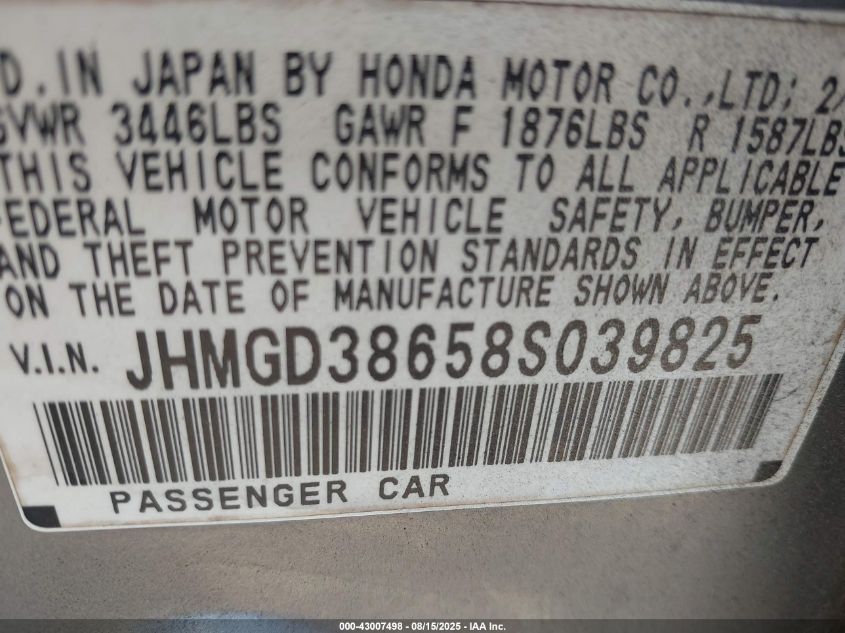 D. IN JAPAN BY HONDA MOTOR CO.,LTD; 2/
GVWR 3446LBS GAWR F 1876LBS R 1587LBS
THIS VEHICLE CONFORMS TO ALL APPLICABLE
FEDERAL MOTOR VEHICLE SAFETY, BUMPER,
AND THEFT PREVENTION STANDARDS IN EFFECT
ON THE DATE OF MANUFACTURE SHOWN ABOVE.
V.I.N. JHMGD38658S039825
PASSENGER CAR
000-43007498 - 08/15/2025 - IAA Inc.